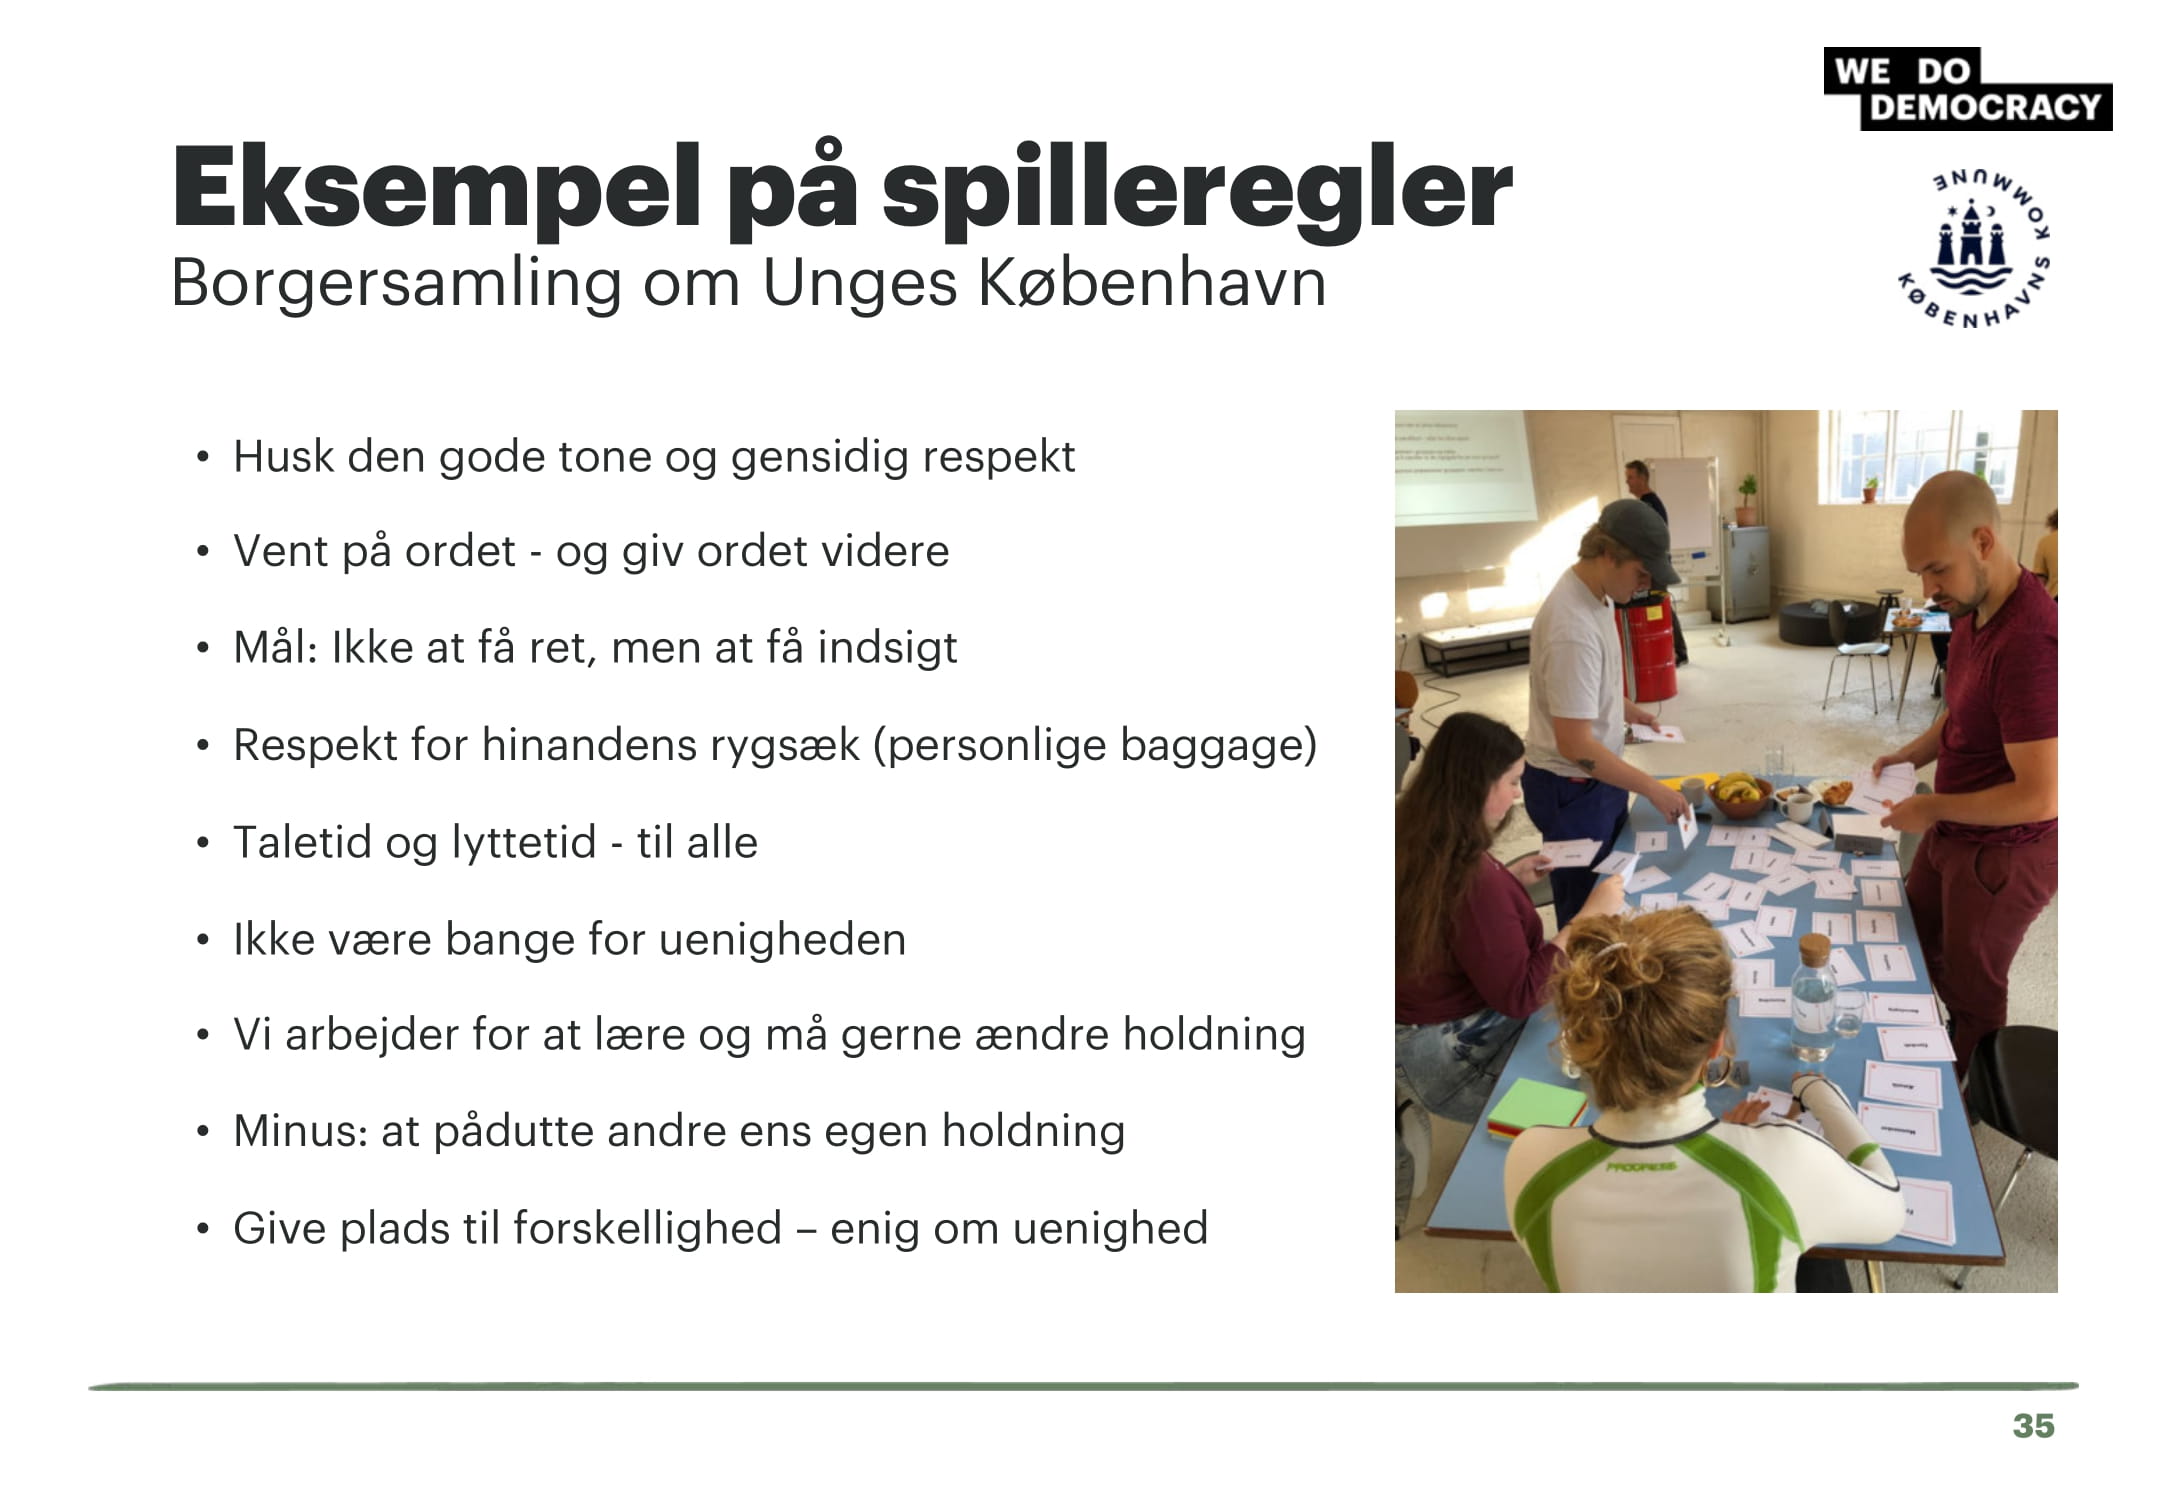 WE DO
DEMOCRACY
KØBENHAVNS KOMMUNE
Eksempel på spilleregler
Borgersamling om Unges København
• Husk den gode tone og gensidig respekt
• Vent på ordet - og giv ordet videre
• Mål: Ikke at få ret, men at få indsigt
• Respekt for hinandens rygsæk (personlige baggage)
• Taletid og lyttetid - til alle
• Ikke være bange for uenigheden
• Vi arbejder for at lære og må gerne ændre holdning
• Minus: at pådutte andre ens egen holdning
• Give plads til forskellighed – enig om uenighed
PROGRESS
35